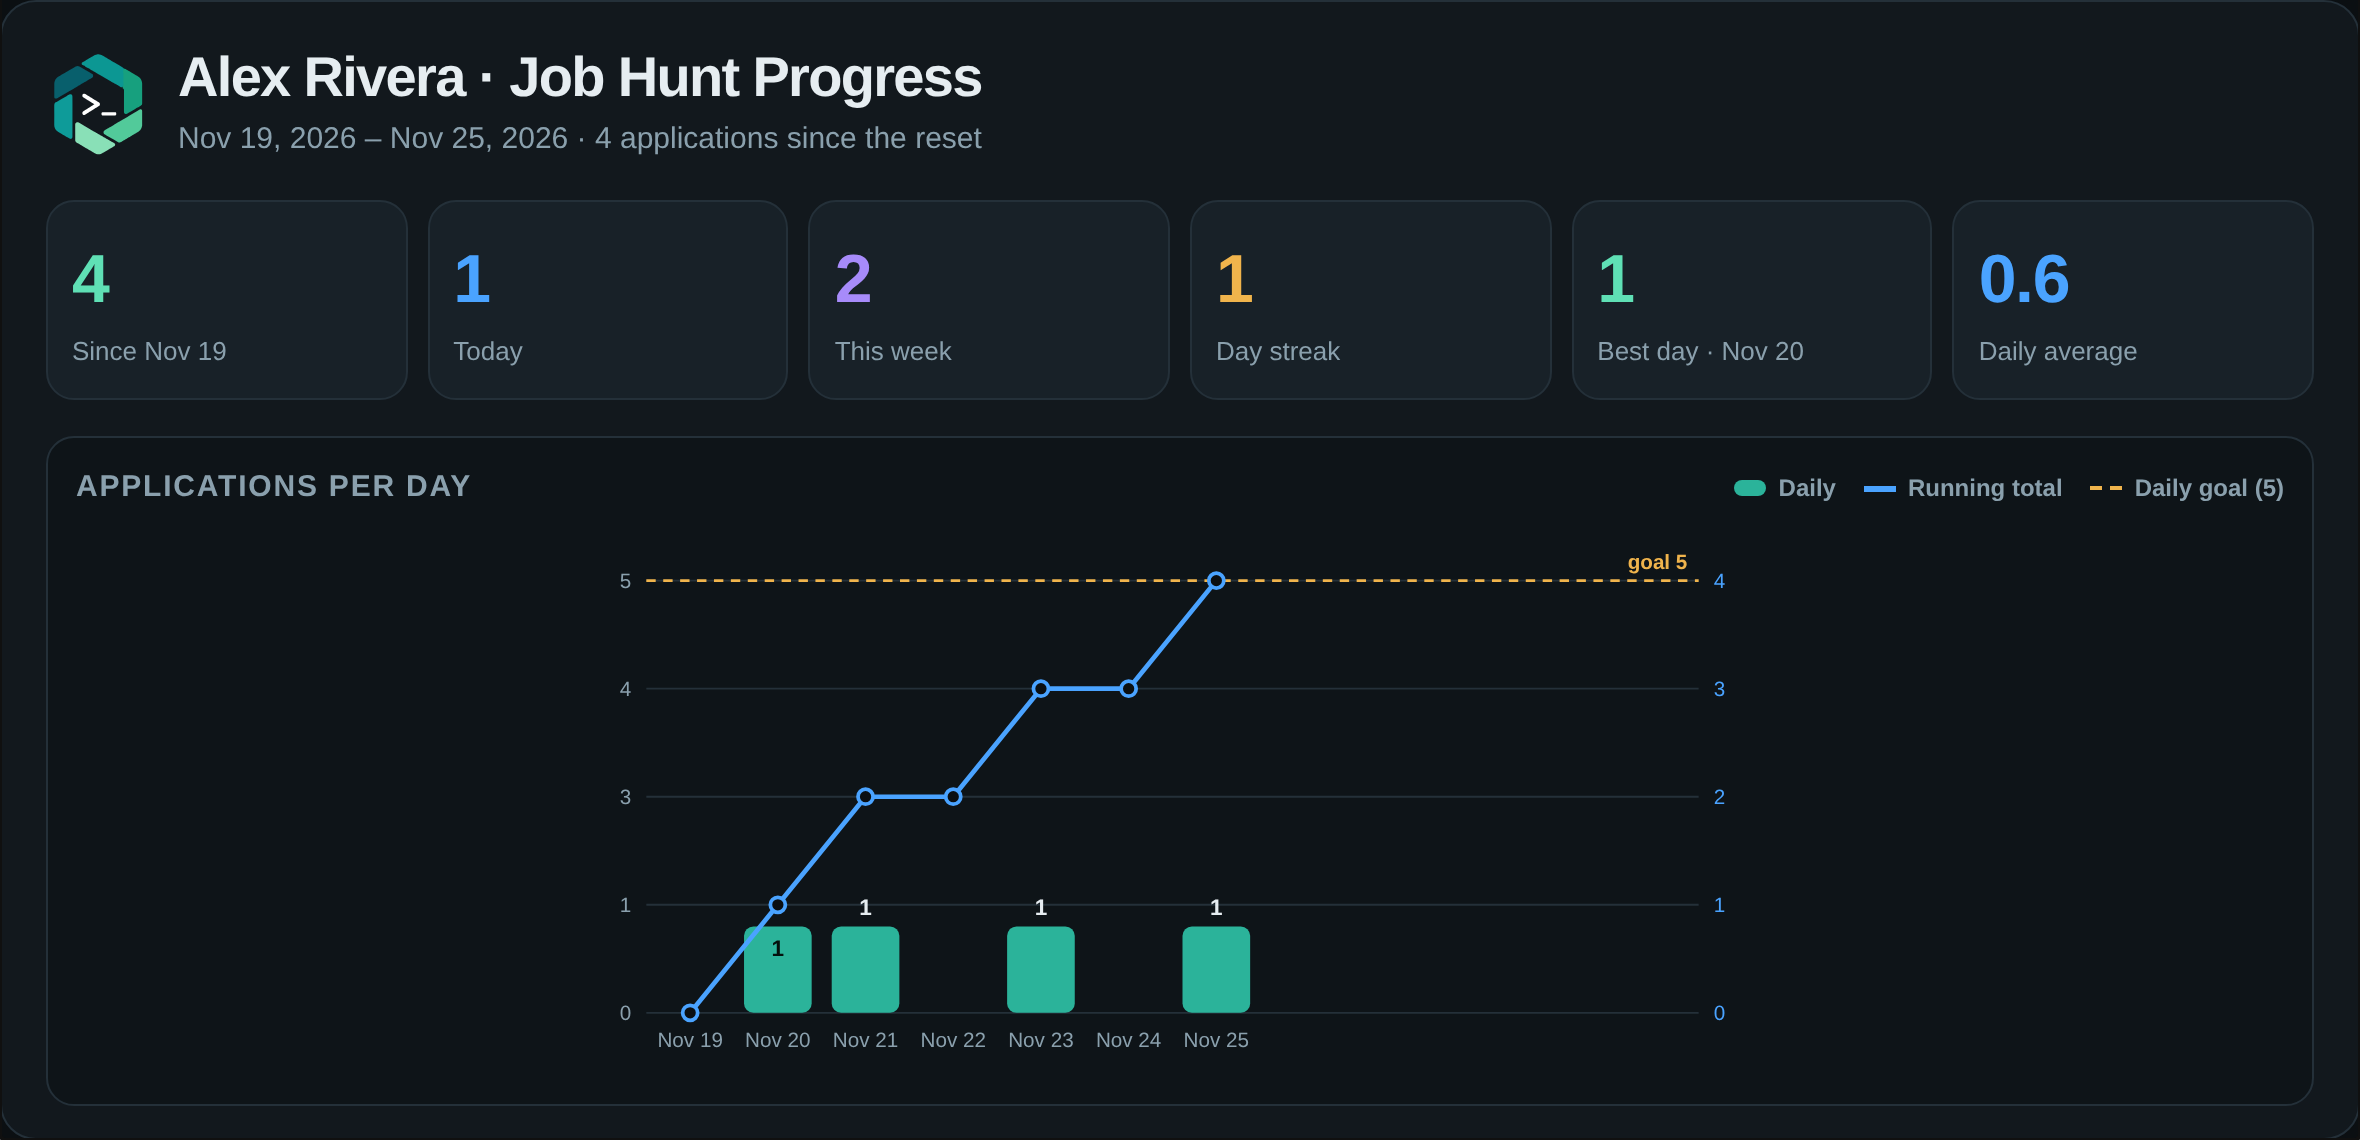 >_
Alex Rivera · Job Hunt Progress
Nov 19, 2026 – Nov 25, 2026 · 4 applications since the reset
4
Since Nov 19
1
Today
2
This week
1
Day streak
1
Best day · Nov 20
0.6
Daily average
APPLICATIONS PER DAY
Daily
Running total
Daily goal (5)
goal 5
5
4
4
3
3
2
1
1
1
1
1
1
0
0
Nov 19
Nov 20
Nov 21
Nov 22
Nov 23
Nov 24
Nov 25